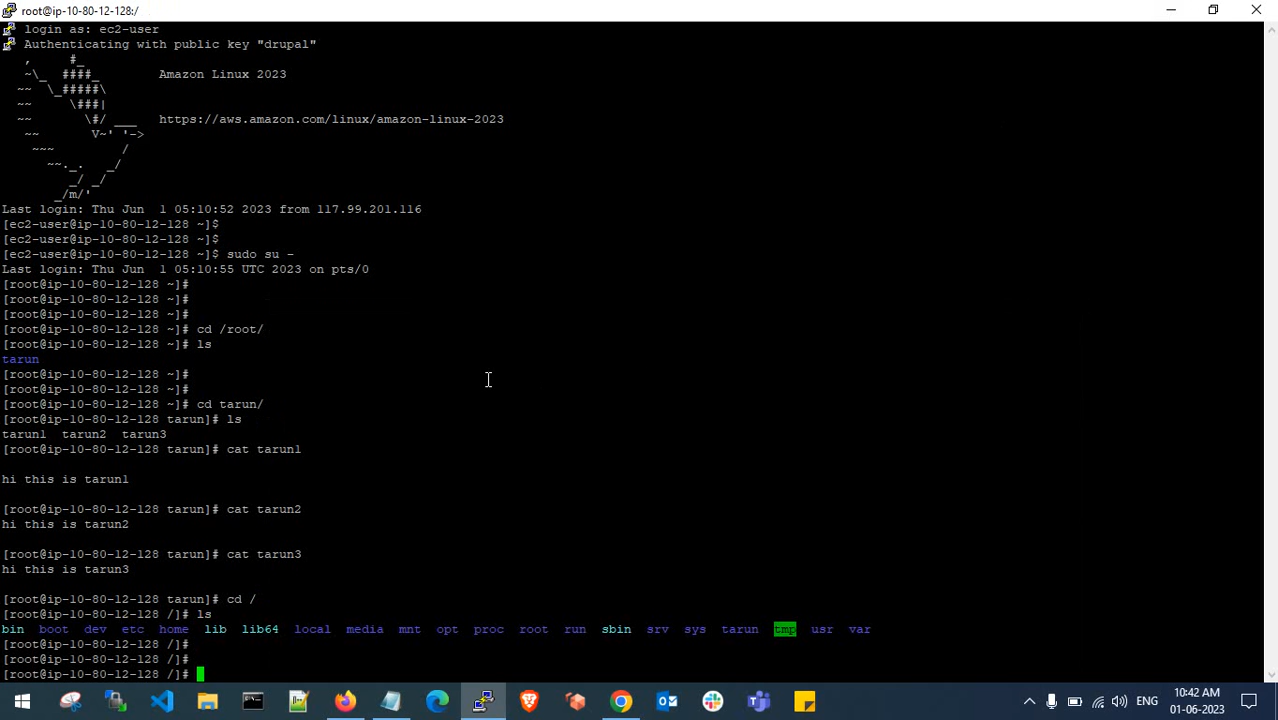 root@ip-10-80-12-128:/
login as: ec2-user
Authenticating with public key "drupal"
   ,     #_
   ~\_  ####_        Amazon Linux 2023
  ~~  \_#####\
  ~~     \###|
  ~~       \#/ ___   https://aws.amazon.com/linux/amazon-linux-2023
   ~~       V~' '->
    ~~~         /
      ~~._.   _/
         _/ _/
       _/m/'
Last login: Thu Jun  1 05:10:52 2023 from 117.99.201.116
[ec2-user@ip-10-80-12-128 ~]$
[ec2-user@ip-10-80-12-128 ~]$
[ec2-user@ip-10-80-12-128 ~]$ sudo su -
Last login: Thu Jun  1 05:10:55 UTC 2023 on pts/0
[root@ip-10-80-12-128 ~]#
[root@ip-10-80-12-128 ~]#
[root@ip-10-80-12-128 ~]#
[root@ip-10-80-12-128 ~]# cd /root/
[root@ip-10-80-12-128 ~]# ls
tarun
[root@ip-10-80-12-128 ~]#
[root@ip-10-80-12-128 ~]#
[root@ip-10-80-12-128 ~]# cd tarun/
[root@ip-10-80-12-128 tarun]# ls
tarun1  tarun2  tarun3
[root@ip-10-80-12-128 tarun]# cat tarun1
hi this is tarun1
[root@ip-10-80-12-128 tarun]# cat tarun2
hi this is tarun2
[root@ip-10-80-12-128 tarun]# cat tarun3
hi this is tarun3
[root@ip-10-80-12-128 tarun]# cd /
[root@ip-10-80-12-128 /]# ls
bin  boot  dev  etc  home  lib  lib64  local  media  mnt  opt  proc  root  run  sbin  srv  sys  tarun  tmp  usr  var
[root@ip-10-80-12-128 /]#
[root@ip-10-80-12-128 /]#
[root@ip-10-80-12-128 /]#
ENG
10:42 AM
01-06-2023